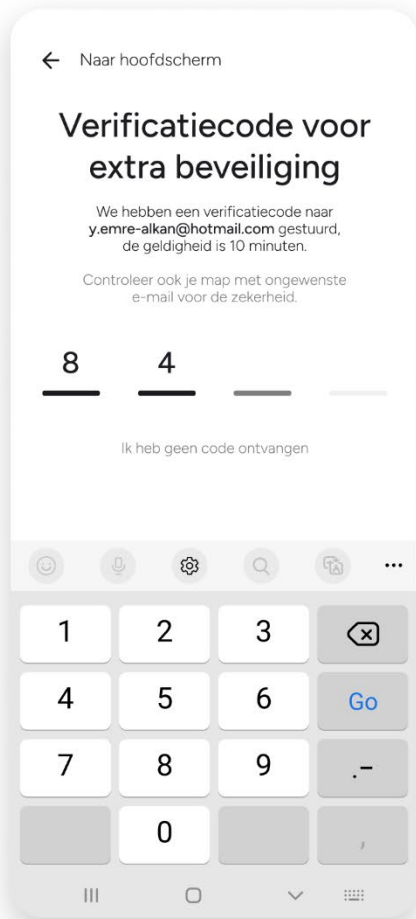 Naar hoofdscherm
Verificatiecode voor
extra beveiliging
We hebben een verificatiecode naar
y.emre-alkan@hotmail.com gestuurd,
de geldigheid is 10 minuten.
Controleer ook je map met ongewenste
e-mail voor de zekerheid.
8 4
Ik heb geen code ontvangen
1 2 3
4 5 6 Go
7 8 9 .-
0 ,